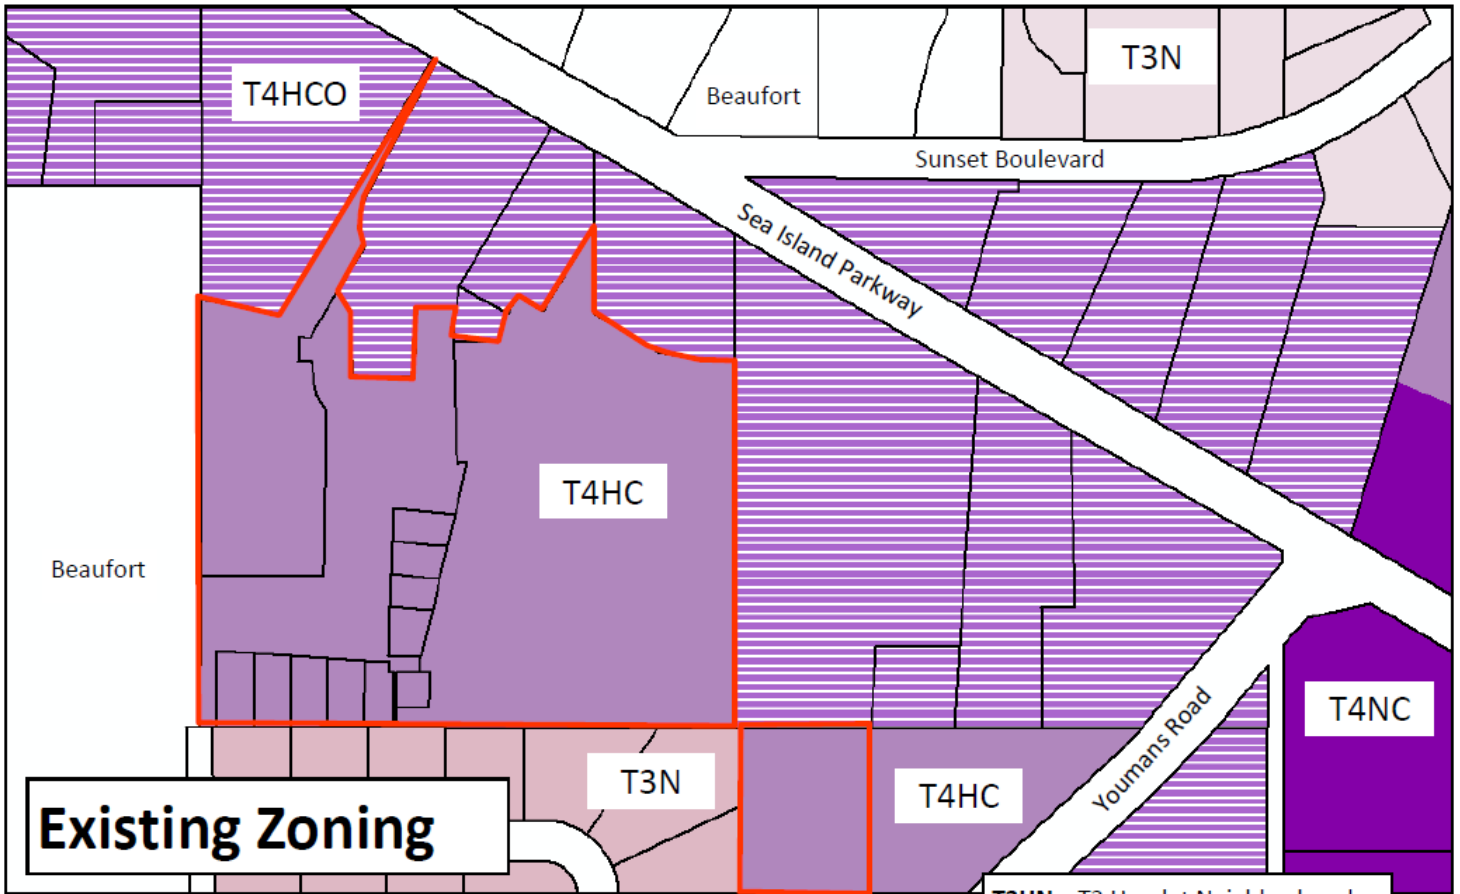 T4HCO
Beaufort
T3N
Sunset Boulevard
Sea Island Parkway
T4HC
Beaufort
T4NC
T3N
T4HC
Youmans Road
Existing Zoning